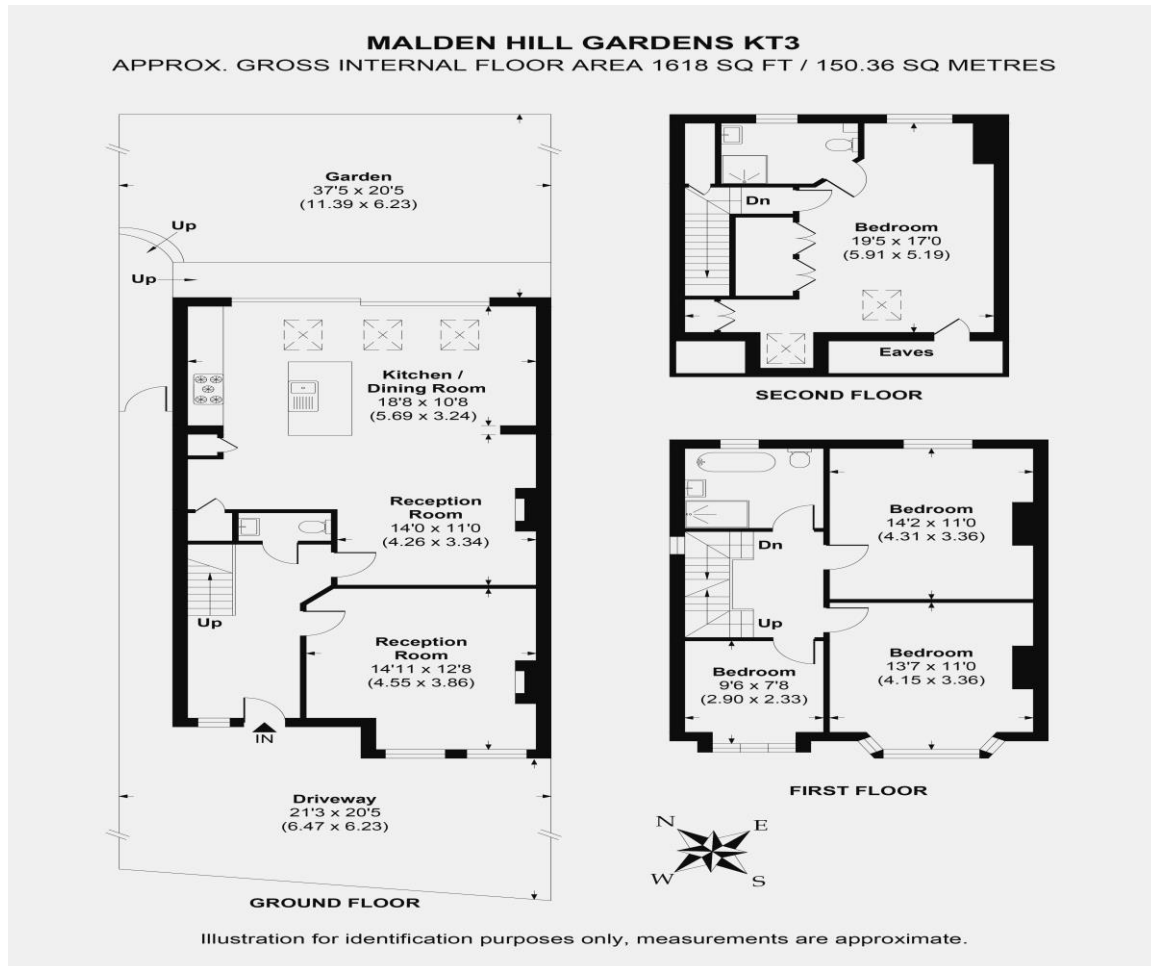 MALDEN HILL GARDENS KT3
APPROX. GROSS INTERNAL FLOOR AREA 1618 SQ FT / 150.36 SQ METRES
Garden
37'5 x 20'5
(11.39 x 6.23)
Up
Up
Kitchen /
Dining Room
18'8 x 10'8
(5.69 x 3.24)
Reception
Room
14'0 x 11'0
(4.26 x 3.34)
Up
Reception
Room
14'11 x 12'8
(4.55 x 3.86)
IN
Driveway
21'3 x 20'5
(6.47 x 6.23)
GROUND FLOOR
Dn
Bedroom
19'5 x 17'0
(5.91 x 5.19)
Eaves
SECOND FLOOR
Bedroom
14'2 x 11'0
(4.31 x 3.36)
Dn
Up
Bedroom
9'6 x 7'8
(2.90 x 2.33)
Bedroom
13'7 x 11'0
(4.15 x 3.36)
FIRST FLOOR
N E
W S
Illustration for identification purposes only, measurements are approximate.